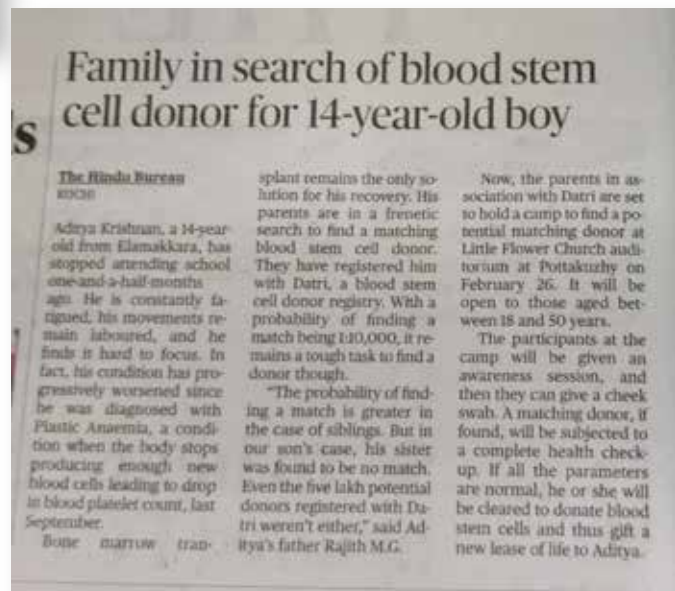 s
Family in search of blood stem
cell donor for 14-year-old boy
The Hindu Bureau
KOCHI
Aditya Krishnan, a 14-year-
old from Elamakkara, has
stopped attending school
one-and-a-half-months
ago. He is constantly fa-
tigued, his movements re-
main laboured, and he
finds it hard to focus. In
fact, his condition has pro-
gressively worsened since
he was diagnosed with
Plastic Anaemia, a condi-
tion when the body stops
producing enough new
blood cells leading to drop
in blood platelet count, last
September.
Bone marrow tran-
splant remains the only so-
lution for his recovery. His
parents are in a frenetic
search to find a matching
blood stem cell donor.
They have registered him
with Datri, a blood stem
cell donor registry. With a
probability of finding a
match being 1:10,000, it re-
mains a tough task to find a
donor though.
"The probability of find-
ing a match is greater in
the case of siblings. But in
our son's case, his sister
was found to be no match.
Even the five lakh potential
donors registered with Da-
tri weren't either," said Ad-
itya's father Rajith M.G.
Now, the parents in as-
sociation with Datri are set
to hold a camp to find a po-
tential matching donor at
Little Flower Church audi-
torium at Pottakuzhy on
February 26. It will be
open to those aged bet-
ween 18 and 50 years.
The participants at the
camp will be given an
awareness session, and
then they can give a cheek
swab. A matching donor, if
found, will be subjected to
a complete health check-
up. If all the parameters
are normal, he or she will
be cleared to donate blood
stem cells and thus gift a
new lease of life to Aditya.